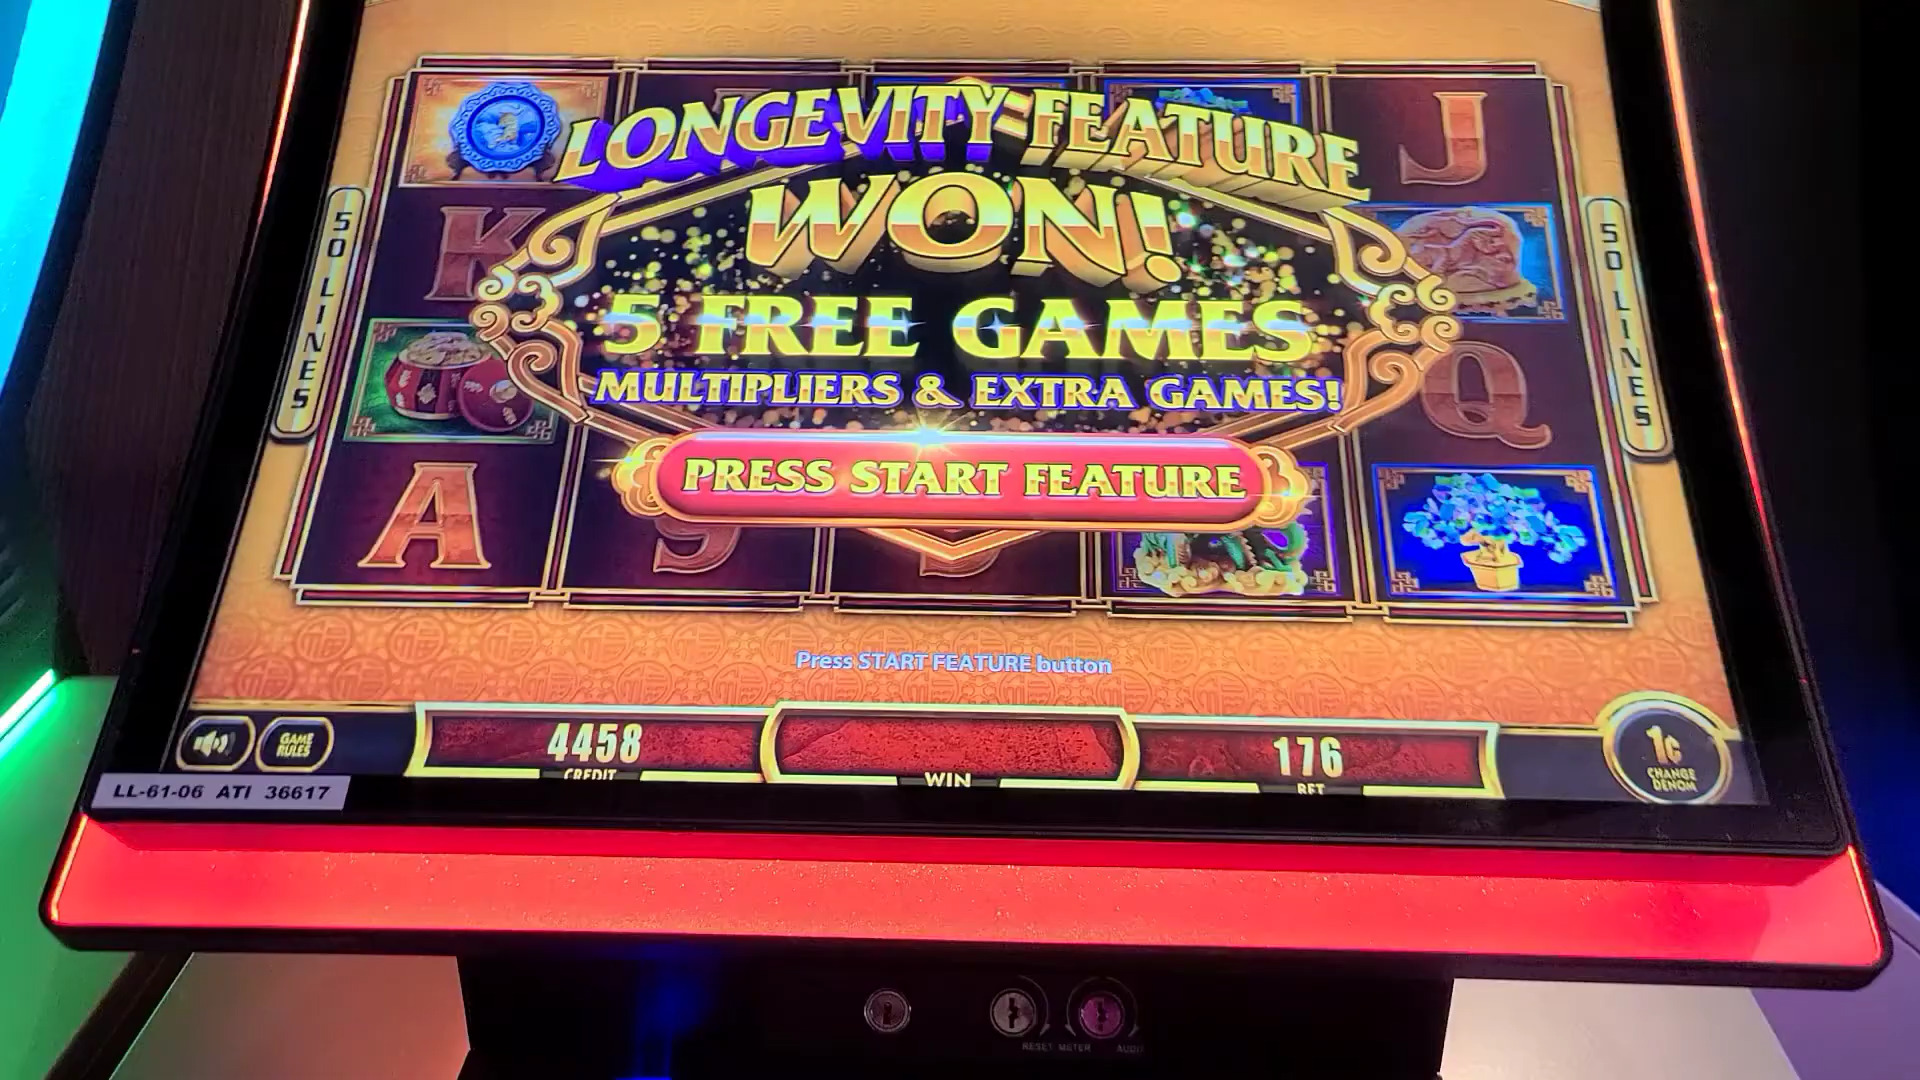 LONGEVITY FEATURE
WON!
5 FREE GAMES
MULTIPLIERS & EXTRA GAMES!
PRESS START FEATURE
J
K
Q
A
9
50 LINES
50 LINES
Press START FEATURE button
GAME
RULES
4458
CREDIT
WIN
176
BET
1¢
CHANGE
DENOM
LL-61-06 ATI 36617
RESET METER
AUDIT